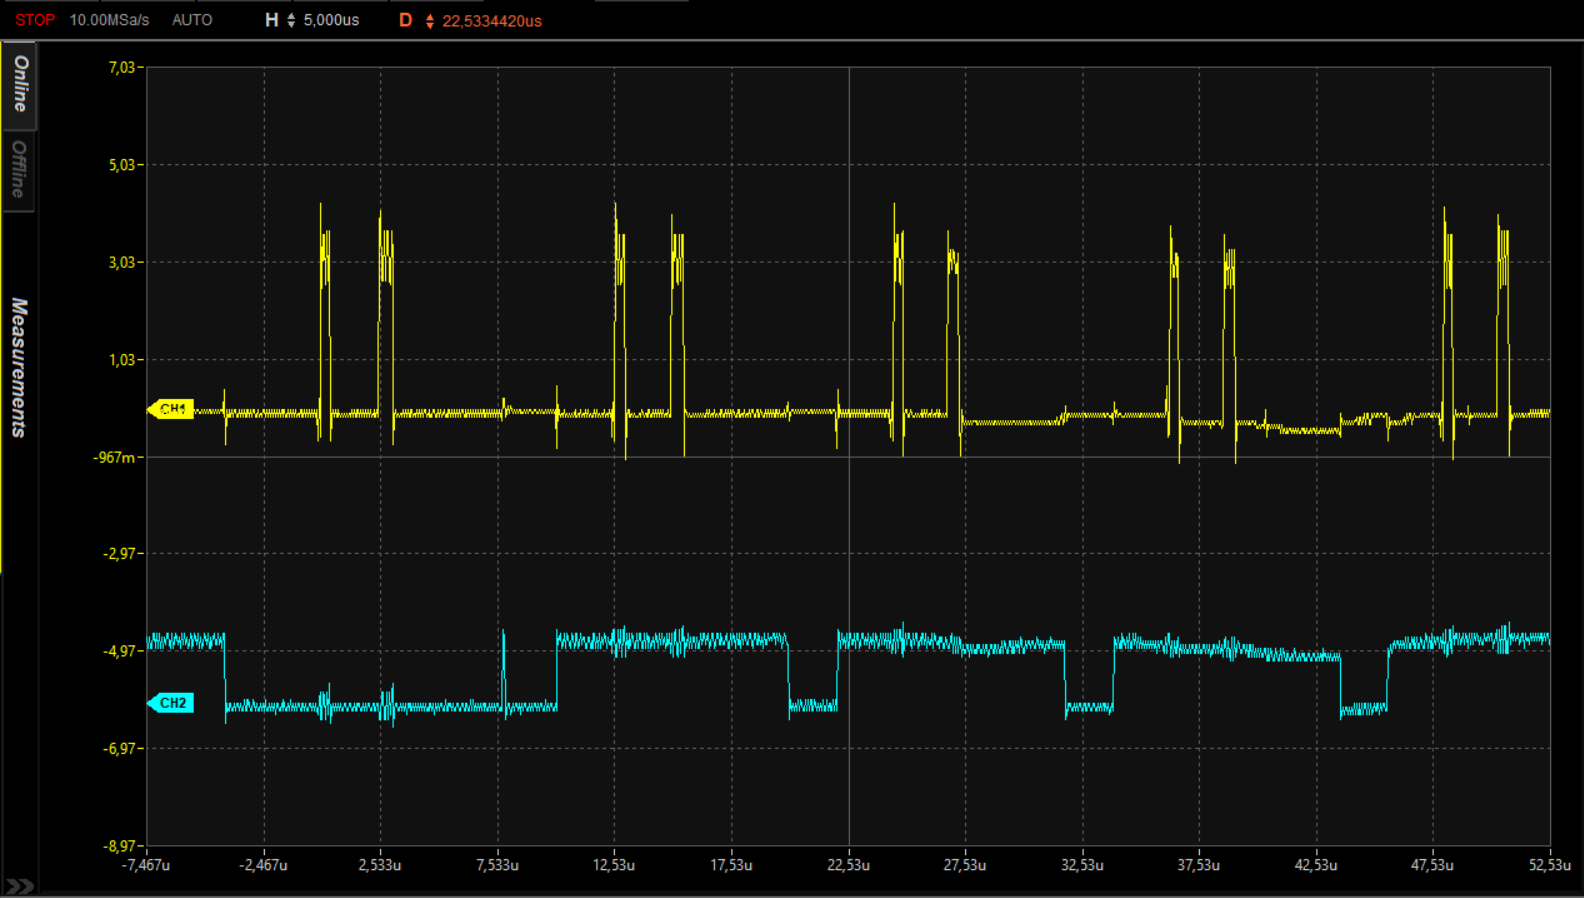 STOP 10.00MSa/s AUTO H 5,000us D 22,5334420us
Online
Offline
Measurements
7,03
5,03
3,03
1,03
CH1
-967m
-2,97
-4,97
CH2
-6,97
-8,97
-7,467u -2,467u 2,533u 7,533u 12,53u 17,53u 22,53u 27,53u 32,53u 37,53u 42,53u 47,53u 52,53u